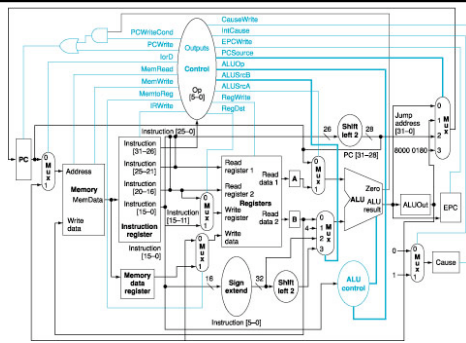 CauseWrite
IntCause
EPCWrite
PCSource
ALUOp
ALUSrcB
ALUSrcA
RegWrite
RegDst
PCWriteCond
PCWrite
IorD
MemRead
MemWrite
MemtoReg
IRWrite
Outputs
Control
Op
[5–0]
Instruction [25–0]
26
Shift
left 2
28
Jump
address
[31–0]
PC [31–28]
8000 0180
0
1
2
3
M
u
x
PC
0
M
u
x
1
Address
Memory
MemData
Write
data
Instruction
[31–26]
Instruction
[25–21]
Instruction
[20–16]
Instruction
[15–0]
Instruction
register
Instruction
[15–0]
Instruction
[15–11]
Memory
data
register
0
M
u
x
1
0
M
u
x
1
Read
register 1
Read
register 2
Write
register
Write
data
Registers
Read
data 1
Read
data 2
A
B
4
0
M
u
x
1
0
1
2
3
M
u
x
Zero
ALU
ALU
result
ALUOut
EPC
0
1
M
u
x
Cause
16
Sign
extend
32
Shift
left 2
ALU
control
Instruction [5–0]